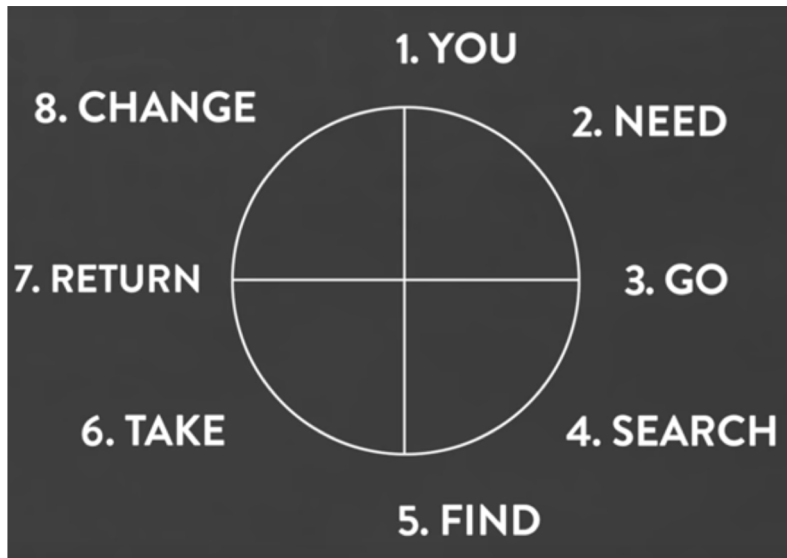 1. YOU
2. NEED
3. GO
4. SEARCH
5. FIND
6. TAKE
7. RETURN
8. CHANGE